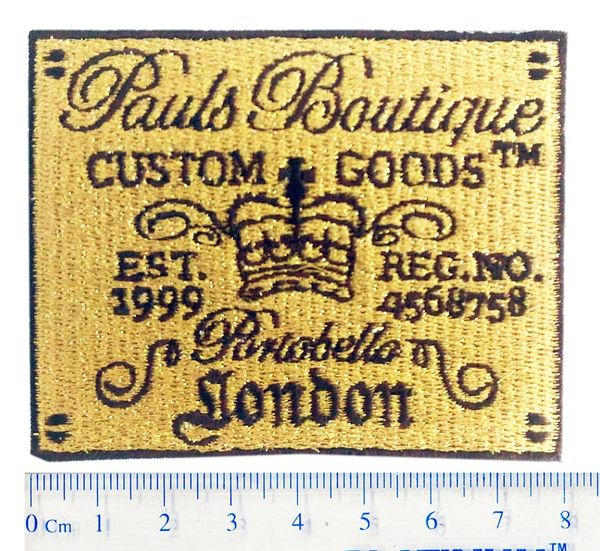 Pauls Boutique
CUSTOM GOODS™
EST. REG.NO.
1999 4568758
Portobello
London
0 Cm 1 2 3 4 5 6 7 8